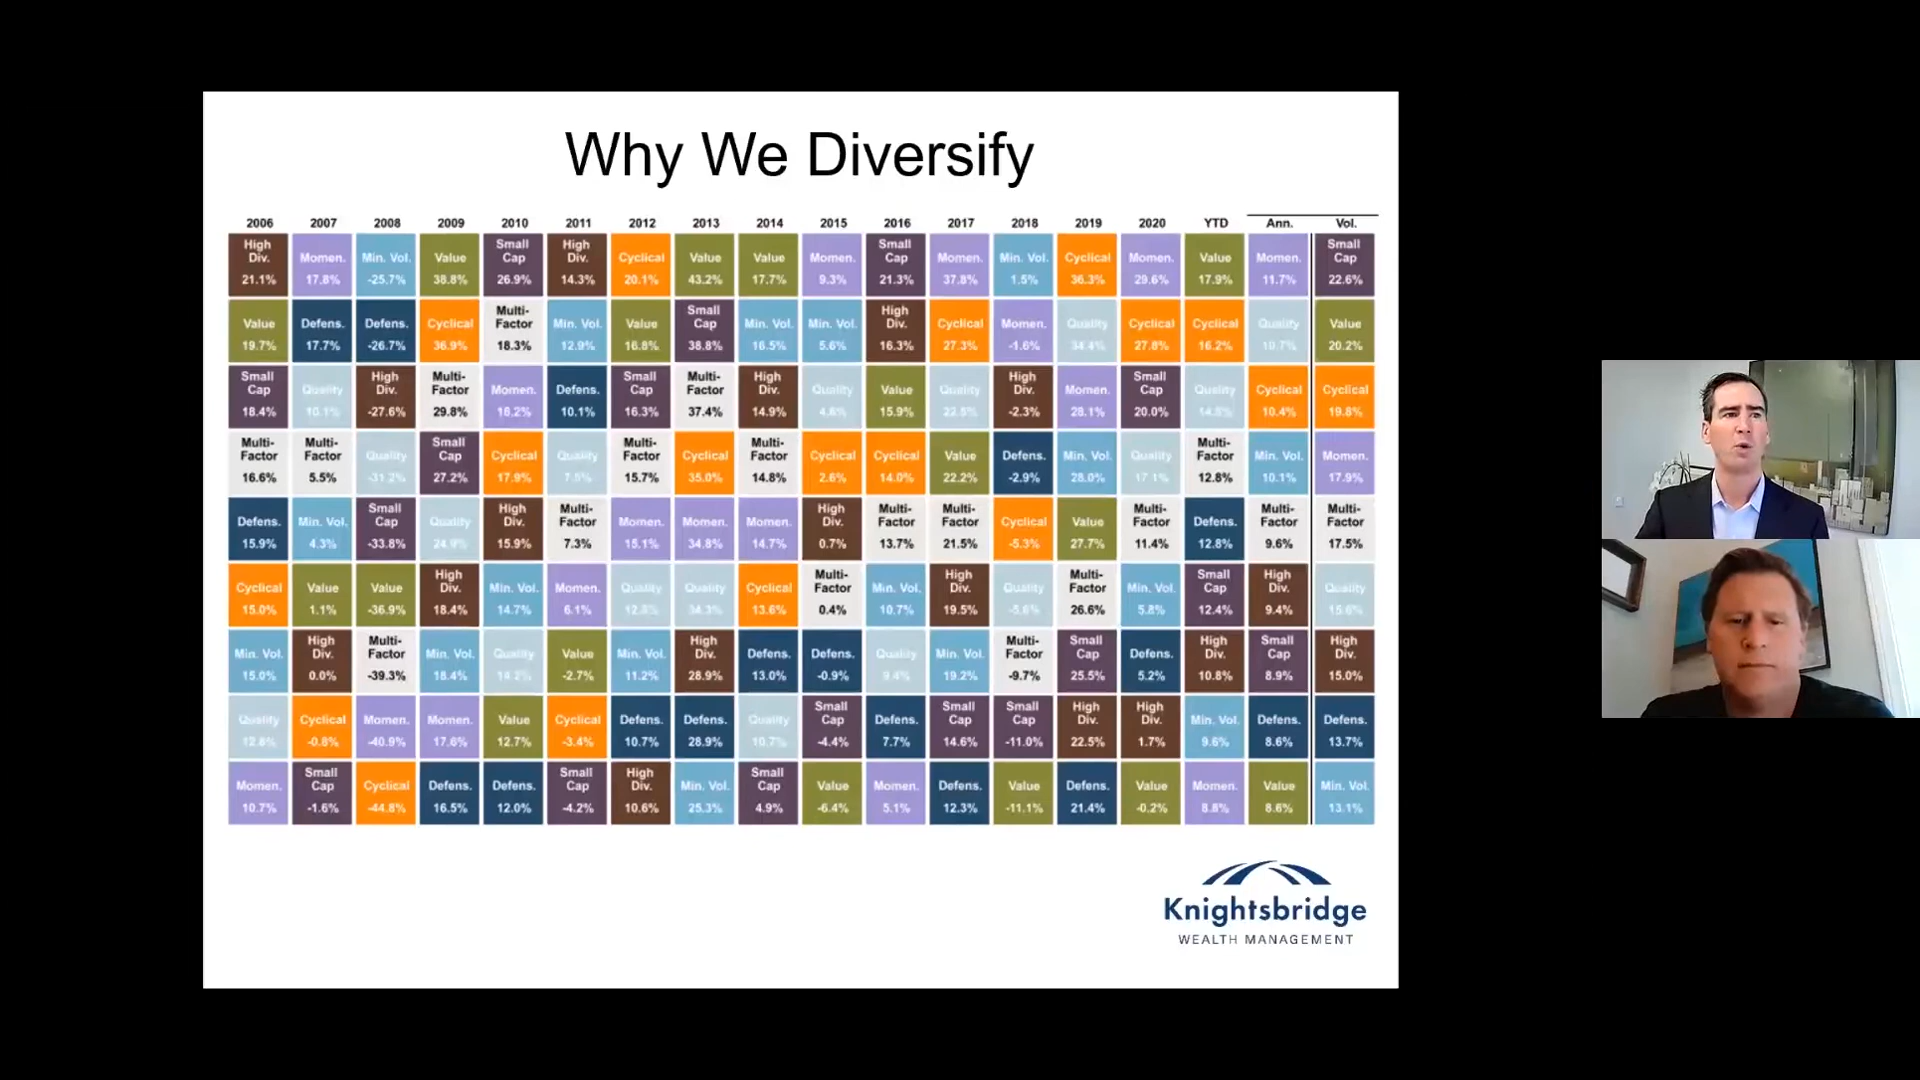 Why We Diversify
2006 2007 2008 2009 2010 2011 2012 2013 2014 2015 2016 2017 2018 2019 2020 YTD Ann. Vol.
High Div. 21.1% Momen. 17.8% Min. Vol. -25.7% Value 38.8% Small Cap 26.9% High Div. 14.3% Cyclical 20.1% Value 43.2% Value 17.7% Momen. 9.3% Small Cap 21.3% Momen. 37.8% Min. Vol. 1.5% Cyclical 36.3% Momen. 29.6% Value 17.9% Momen. 11.7% Small Cap 22.6%
Value 19.7% Defens. 17.7% Defens. -26.7% Cyclical 36.9% Multi-Factor 18.3% Min. Vol. 12.9% Value 16.8% Small Cap 38.8% Min. Vol. 16.5% Min. Vol. 5.6% High Div. 16.3% Cyclical 27.3% Momen. -1.6% Quality 34.4% Cyclical 27.8% Cyclical 16.2% Quality 10.7% Value 20.2%
Small Cap 18.4% Quality 10.1% High Div. -27.6% Multi-Factor 29.8% Momen. 18.2% Defens. 10.1% Small Cap 16.3% Multi-Factor 37.4% High Div. 14.9% Quality Value 15.9% Quality 22.5% High Div. -2.3% Momen. 28.1% Small Cap 20.0% Quality Cyclical 10.4% Cyclical 19.8%
Multi-Factor 16.6% Multi-Factor 5.5% Quality -31.2% Small Cap 27.2% Cyclical 17.9% Quality 7.5% Multi-Factor 15.7% Cyclical 35.0% Multi-Factor 14.8% Cyclical 2.6% Cyclical 14.0% Value 22.2% Defens. -2.9% Min. Vol. 28.0% Quality 17.1% Multi-Factor 12.8% Min. Vol. 10.1% Momen. 17.9%
Defens. 15.9% Min. Vol. 4.3% Small Cap -33.8% Quality High Div. 15.9% Multi-Factor 7.3% Momen. 15.1% Momen. 34.8% Momen. 14.7% High Div. 0.7% Multi-Factor 13.7% Multi-Factor 21.5% Cyclical -5.3% Value 27.7% Multi-Factor 11.4% Defens. 12.8% Multi-Factor 9.6% Multi-Factor 17.5%
Cyclical 15.0% Value 1.1% Value -36.9% High Div. 18.4% Min. Vol. 14.7% Momen. 6.1% Quality Quality 34.3% Cyclical 13.6% Multi-Factor 0.4% Min. Vol. 10.7% High Div. 19.5% Quality Multi-Factor 26.6% Min. Vol. 5.8% Small Cap 12.4% High Div. 9.4% Quality
Min. Vol. 15.0% High Div. 0.0% Multi-Factor -39.3% Min. Vol. 18.4% Quality 14.2% Value -2.7% Min. Vol. 11.2% High Div. 28.9% Defens. 13.0% Defens. -0.9% Quality 9.4% Min. Vol. 19.2% Multi-Factor -9.7% Small Cap 25.5% Defens. 5.2% High Div. 10.8% Small Cap 8.9% High Div. 15.0%
Quality Cyclical -0.8% Momen. -40.9% Momen. 17.6% Value 12.7% Cyclical -3.4% Defens. 10.7% Defens. 28.9% Quality 10.7% Small Cap -4.4% Defens. 7.7% Small Cap 14.6% Small Cap -11.0% High Div. 22.5% High Div. 1.7% Min. Vol. 9.6% Defens. 8.6% Defens. 13.7%
Momen. 10.7% Small Cap -1.6% Cyclical -44.8% Defens. 16.5% Defens. 12.0% Small Cap -4.2% High Div. 10.6% Min. Vol. 25.3% Small Cap 4.9% Value -6.4% Momen. 5.1% Defens. 12.3% Value -11.1% Defens. 21.4% Value -0.2% Momen. 8.8% Value 8.6% Min. Vol. 13.1%
Knightsbridge
WEALTH MANAGEMENT